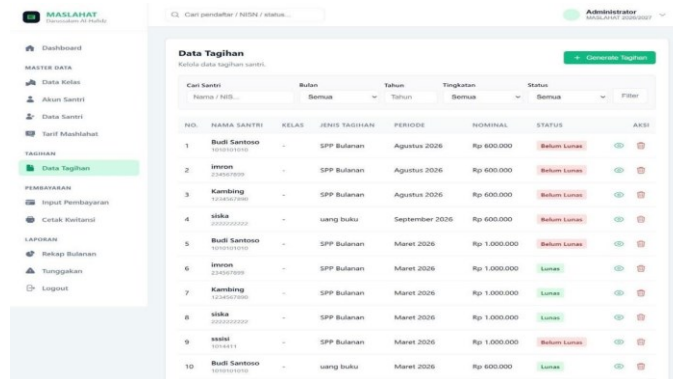 MASLAHAT
Darussalam Al-Hafidz
Cari pendaftar / NISN / status...
Administrator
MASLAHAT 2026/2027
Dashboard
MASTER DATA
Data Kelas
Akun Santri
Data Santri
Tarif Mashlahat
TAGIHAN
Data Tagihan
PEMBAYARAN
Input Pembayaran
Cetak Kwitansi
LAPORAN
Rekap Bulanan
Tunggakan
Logout
Data Tagihan
Kelola data tagihan santri.
+ Generate Tagihan
Cari Santri Bulan Tahun Tingkatan Status
Nama / NIS... Semua Tahun Semua Semua Filter
NO. NAMA SANTRI KELAS JENIS TAGIHAN PERIODE NOMINAL STATUS AKSI
1 Budi Santoso - SPP Bulanan Agustus 2026 Rp 600.000 Belum Lunas
1010101010
2 imron - SPP Bulanan Agustus 2026 Rp 600.000 Belum Lunas
234567899
3 Kambing - SPP Bulanan Agustus 2026 Rp 600.000 Belum Lunas
1234567890
4 siska - uang buku September 2026 Rp 600.000 Belum Lunas
2222222222
5 Budi Santoso - SPP Bulanan Maret 2026 Rp 1.000.000 Belum Lunas
1010101010
6 imron - SPP Bulanan Maret 2026 Rp 1.000.000 Lunas
234567899
7 Kambing - SPP Bulanan Maret 2026 Rp 1.000.000 Lunas
1234567890
8 siska - SPP Bulanan Maret 2026 Rp 1.000.000 Lunas
2222222222
9 sssisi - SPP Bulanan Maret 2026 Rp 1.000.000 Belum Lunas
1014411
10 Budi Santoso - uang buku Maret 2026 Rp 600.000 Lunas
1010101010